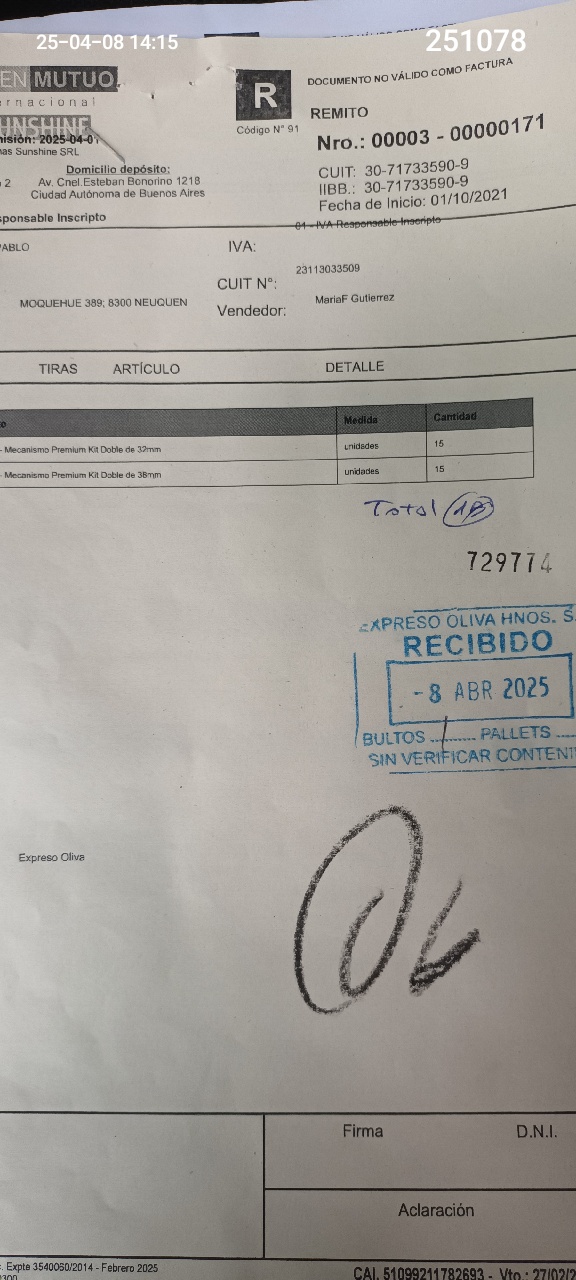 25-04-08 14:15
251078
EN MUTUO
ernacional
SUNSHINE
misión: 2025-04-0
nas Sunshine SRL
R
Código N° 91
DOCUMENTO NO VÁLIDO COMO FACTURA
REMITO
Nro.: 00003 - 00000171
Domicilio depósito:
Av. Cnel.Esteban Bonorino 1218
Ciudad Autónoma de Buenos Aires
CUIT: 30-71733590-9
IIBB.: 30-71733590-9
Fecha de Inicio: 01/10/2021
sponsable Inscripto
01 - IVA Responsable Inscripto
PABLO
IVA:
CUIT N°:
23113033509
MOQUEHUE 389; 8300 NEUQUEN
Vendedor:
MariaF Gutierrez
TIRAS ARTÍCULO DETALLE
o Medida Cantidad
- Mecanismo Premium Kit Doble de 32mm unidades 15
- Mecanismo Premium Kit Doble de 38mm unidades 15
Total
729774
EXPRESO OLIVA HNOS. S.
RECIBIDO
-8 ABR 2025
BULTOS ........ PALLETS .....
SIN VERIFICAR CONTENI
Expreso Oliva
Firma D.N.I.
Aclaración
. Expte 3540060/2014 - Febrero 2025
CAI. 51099211782693 - Vto.: 27/02/2